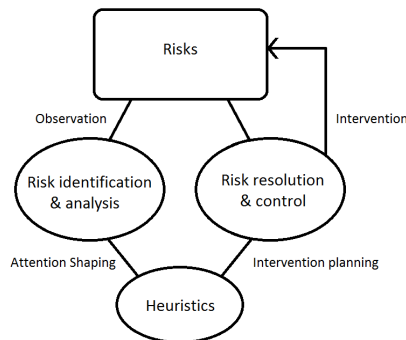 Risks
Observation
Intervention
Risk identification
& analysis
Risk resolution
& control
Attention Shaping
Intervention planning
Heuristics